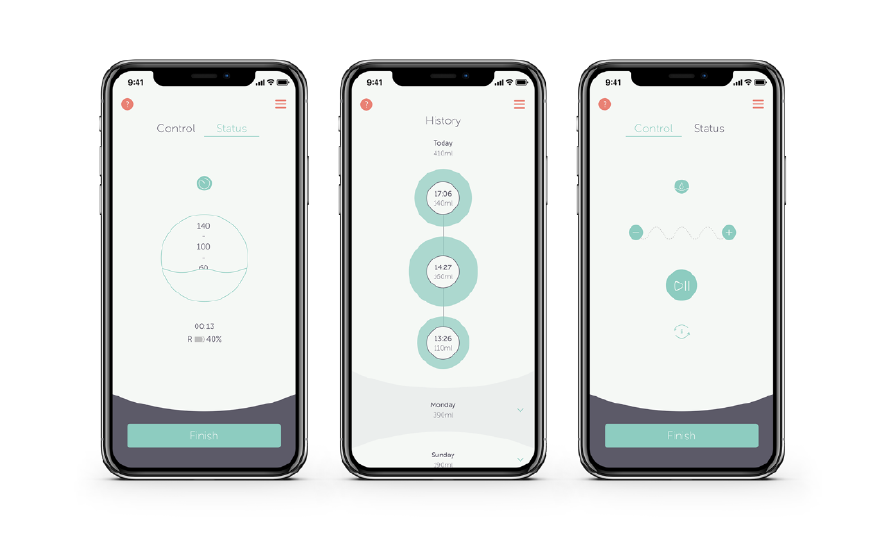 9:41
?
Control Status
140
-
100
-
60
00:13
R 40%
Finish
9:41
?
History
Today
410ml
17:06
140ml
14:27
160ml
13:26
110ml
Monday
390ml
Sunday
9:41
?
Control Status
Finish